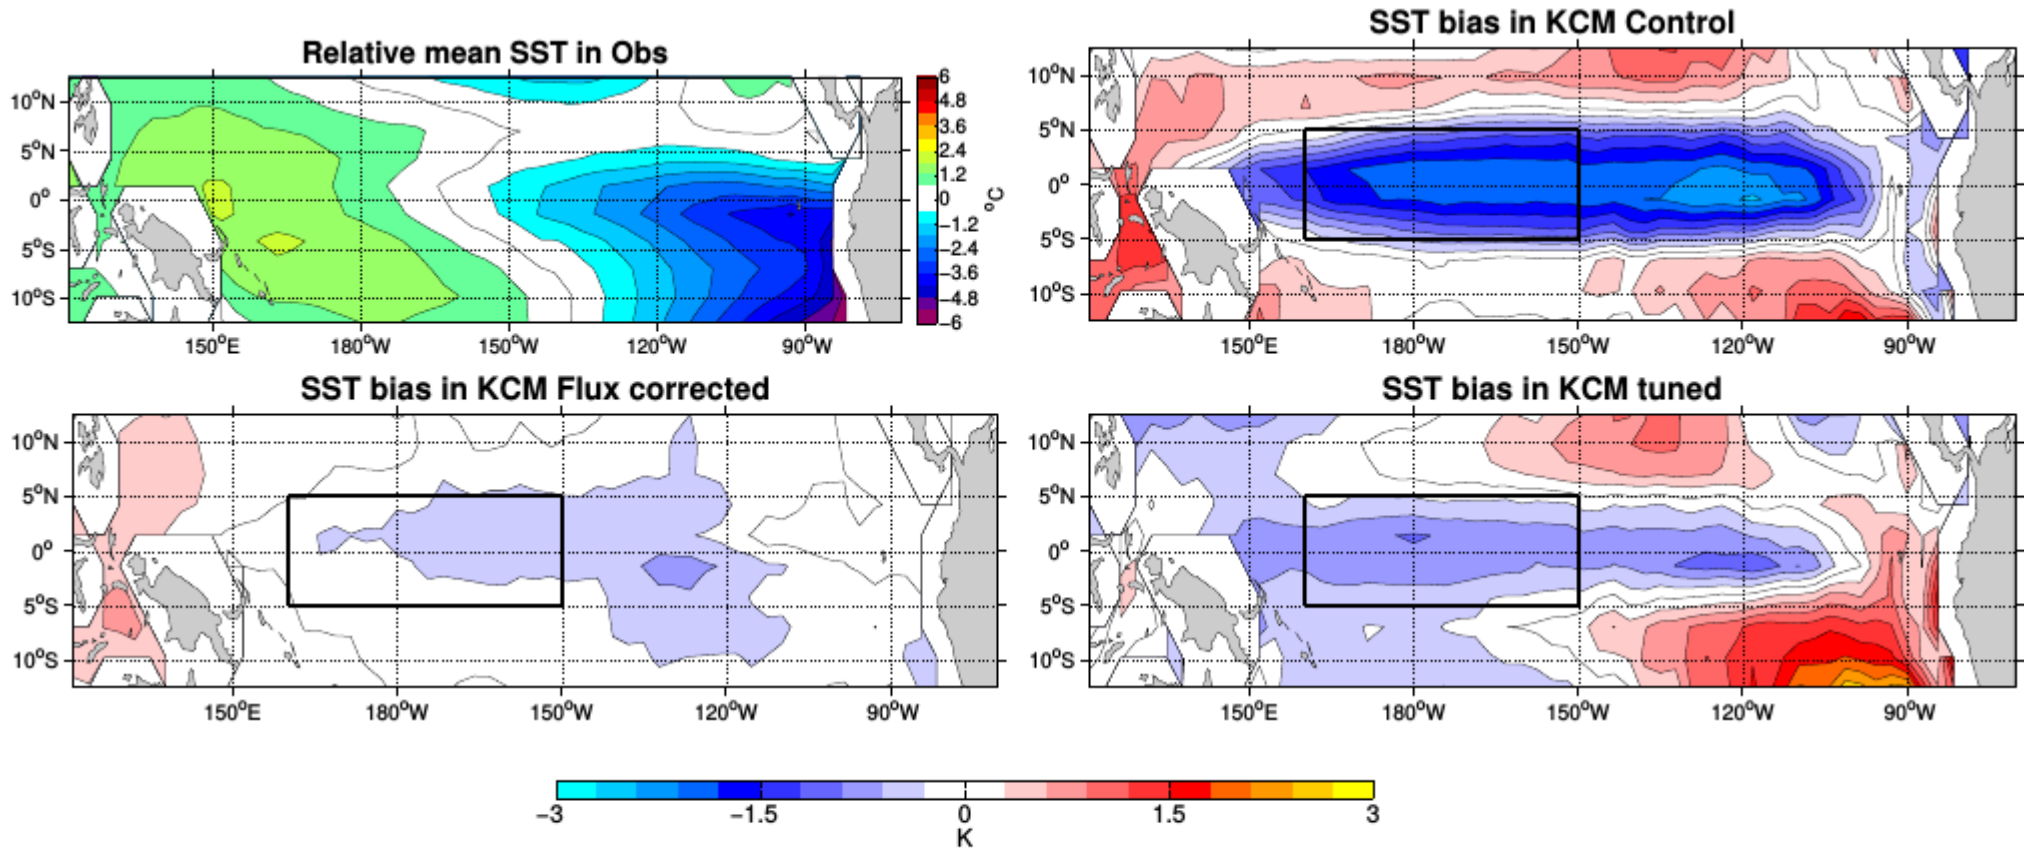 Relative mean SST in Obs
10°N
5°N
0°
5°S
10°S
150°E
180°W
150°W
120°W
90°W
6
4.8
3.6
2.4
1.2
0
−1.2
−2.4
−3.6
−4.8
−6
°C
SST bias in KCM Control
10°N
5°N
0°
5°S
10°S
150°E
180°W
150°W
120°W
90°W
SST bias in KCM Flux corrected
10°N
5°N
0°
5°S
10°S
150°E
180°W
150°W
120°W
90°W
SST bias in KCM tuned
10°N
5°N
0°
5°S
10°S
150°E
180°W
150°W
120°W
90°W
−3
−1.5
0
1.5
3
K